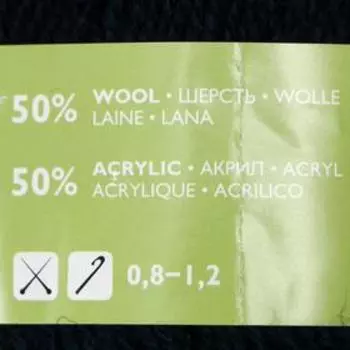 50% WOOL • ШЕРСТЬ • WOLLE
LAINE • LANA
50% ACRYLIC • АКРИЛ • ACRYL
ACRYLIQUE • ACRILICO
0,8–1,2